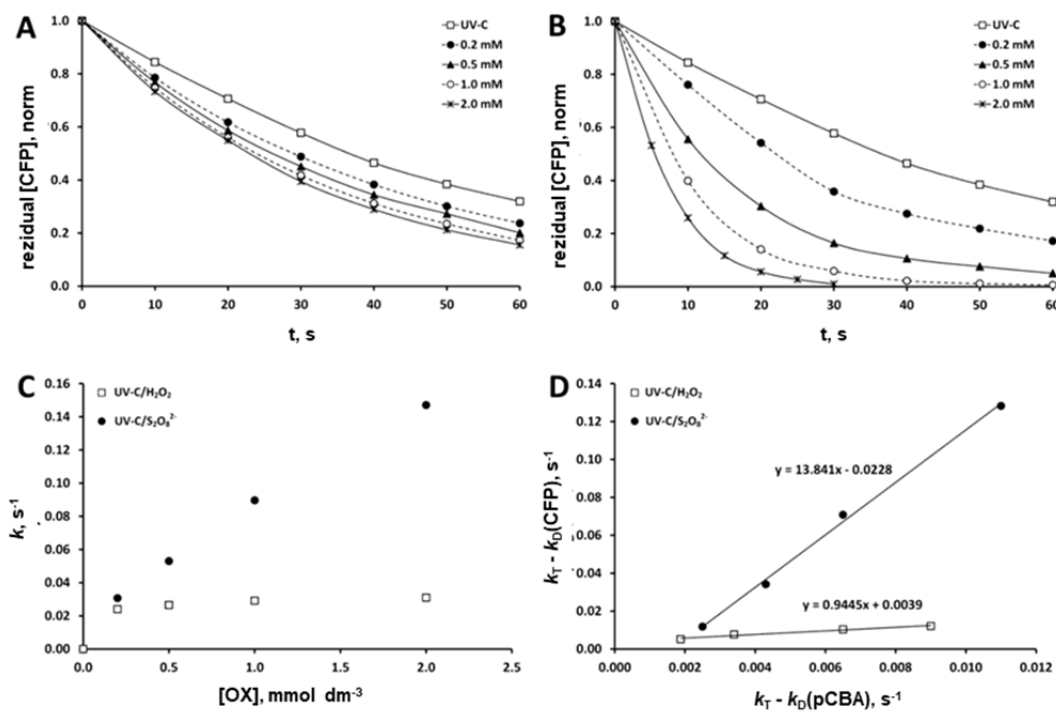 A
UV-C
0.2 mM
0.5 mM
1.0 mM
2.0 mM
rezidual [CFP], norm
1.0
0.8
0.6
0.4
0.2
0.0
0 10 20 30 40 50 60
t, s
B
UV-C
0.2 mM
0.5 mM
1.0 mM
2.0 mM
rezidual [CFP], norm
1.0
0.8
0.6
0.4
0.2
0.0
0 10 20 30 40 50 60
t, s
C
UV-C/H₂O₂
UV-C/S₂O₈²⁻
k, s⁻¹
0.16
0.14
0.12
0.10
0.08
0.06
0.04
0.02
0.00
0.0 0.5 1.0 1.5 2.0 2.5
[OX], mmol dm⁻³
D
UV-C/H₂O₂
UV-C/S₂O₈²⁻
y = 13.841x - 0.0228
y = 0.9445x + 0.0039
k_T - k_D(CFP), s⁻¹
0.14
0.12
0.10
0.08
0.06
0.04
0.02
0.00
0.000 0.002 0.004 0.006 0.008 0.010 0.012
k_T - k_D(pCBA), s⁻¹